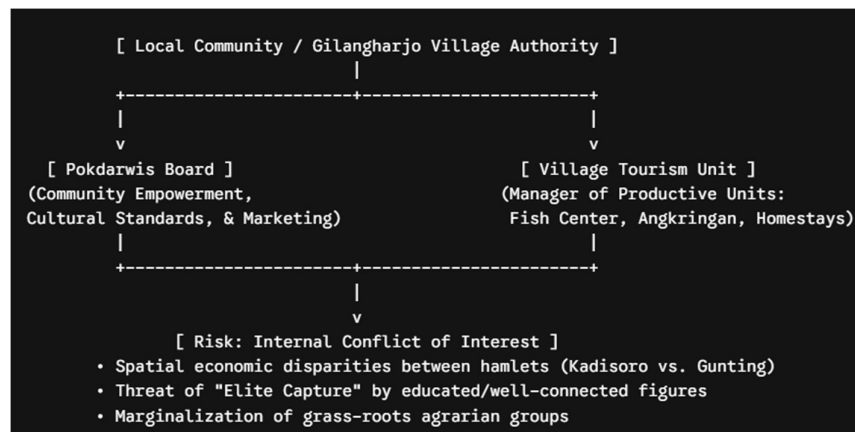 [ Local Community / Gilangharjo Village Authority ]
[ Pokdarwis Board ] [ Village Tourism Unit ]
(Community Empowerment, (Manager of Productive Units:
Cultural Standards, & Marketing) Fish Center, Angkringan, Homestays)
[ Risk: Internal Conflict of Interest ]
• Spatial economic disparities between hamlets (Kadisoro vs. Gunting)
• Threat of "Elite Capture" by educated/well-connected figures
• Marginalization of grass-roots agrarian groups